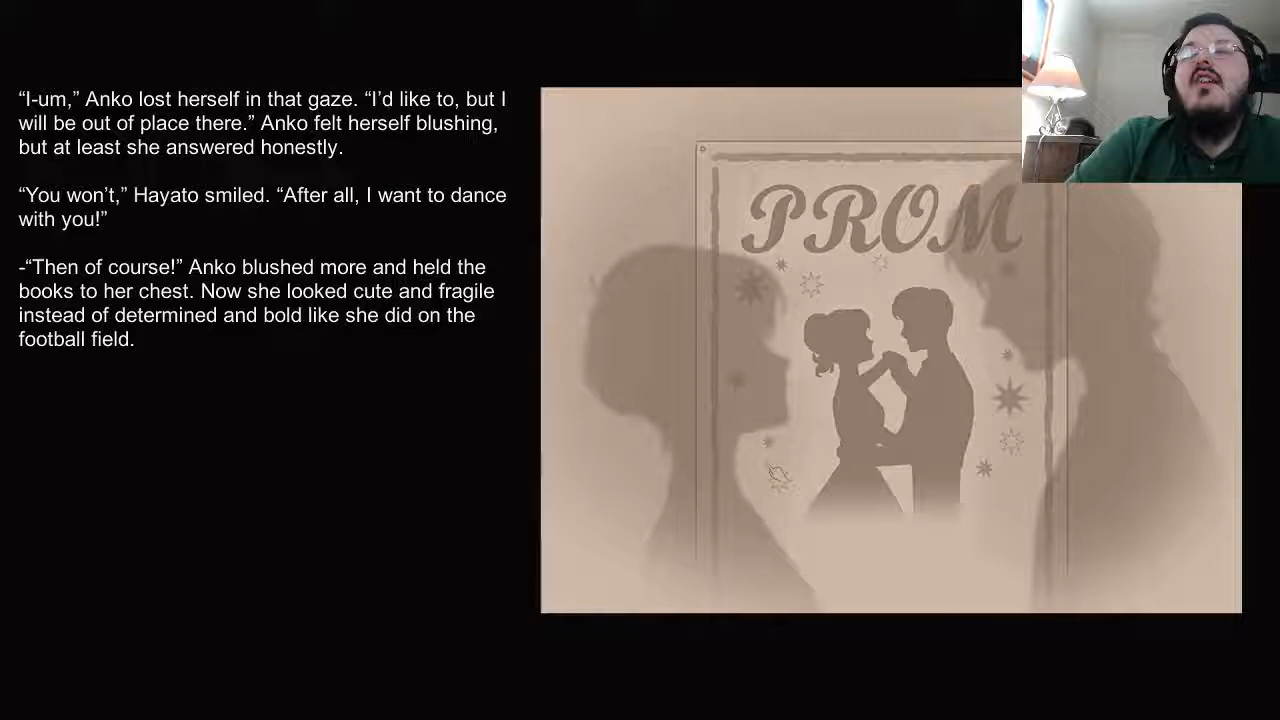 “I-um,” Anko lost herself in that gaze. “I’d like to, but I
will be out of place there.” Anko felt herself blushing,
but at least she answered honestly.
“You won’t,” Hayato smiled. “After all, I want to dance
with you!”
-“Then of course!” Anko blushed more and held the
books to her chest. Now she looked cute and fragile
instead of determined and bold like she did on the
football field.
PROM